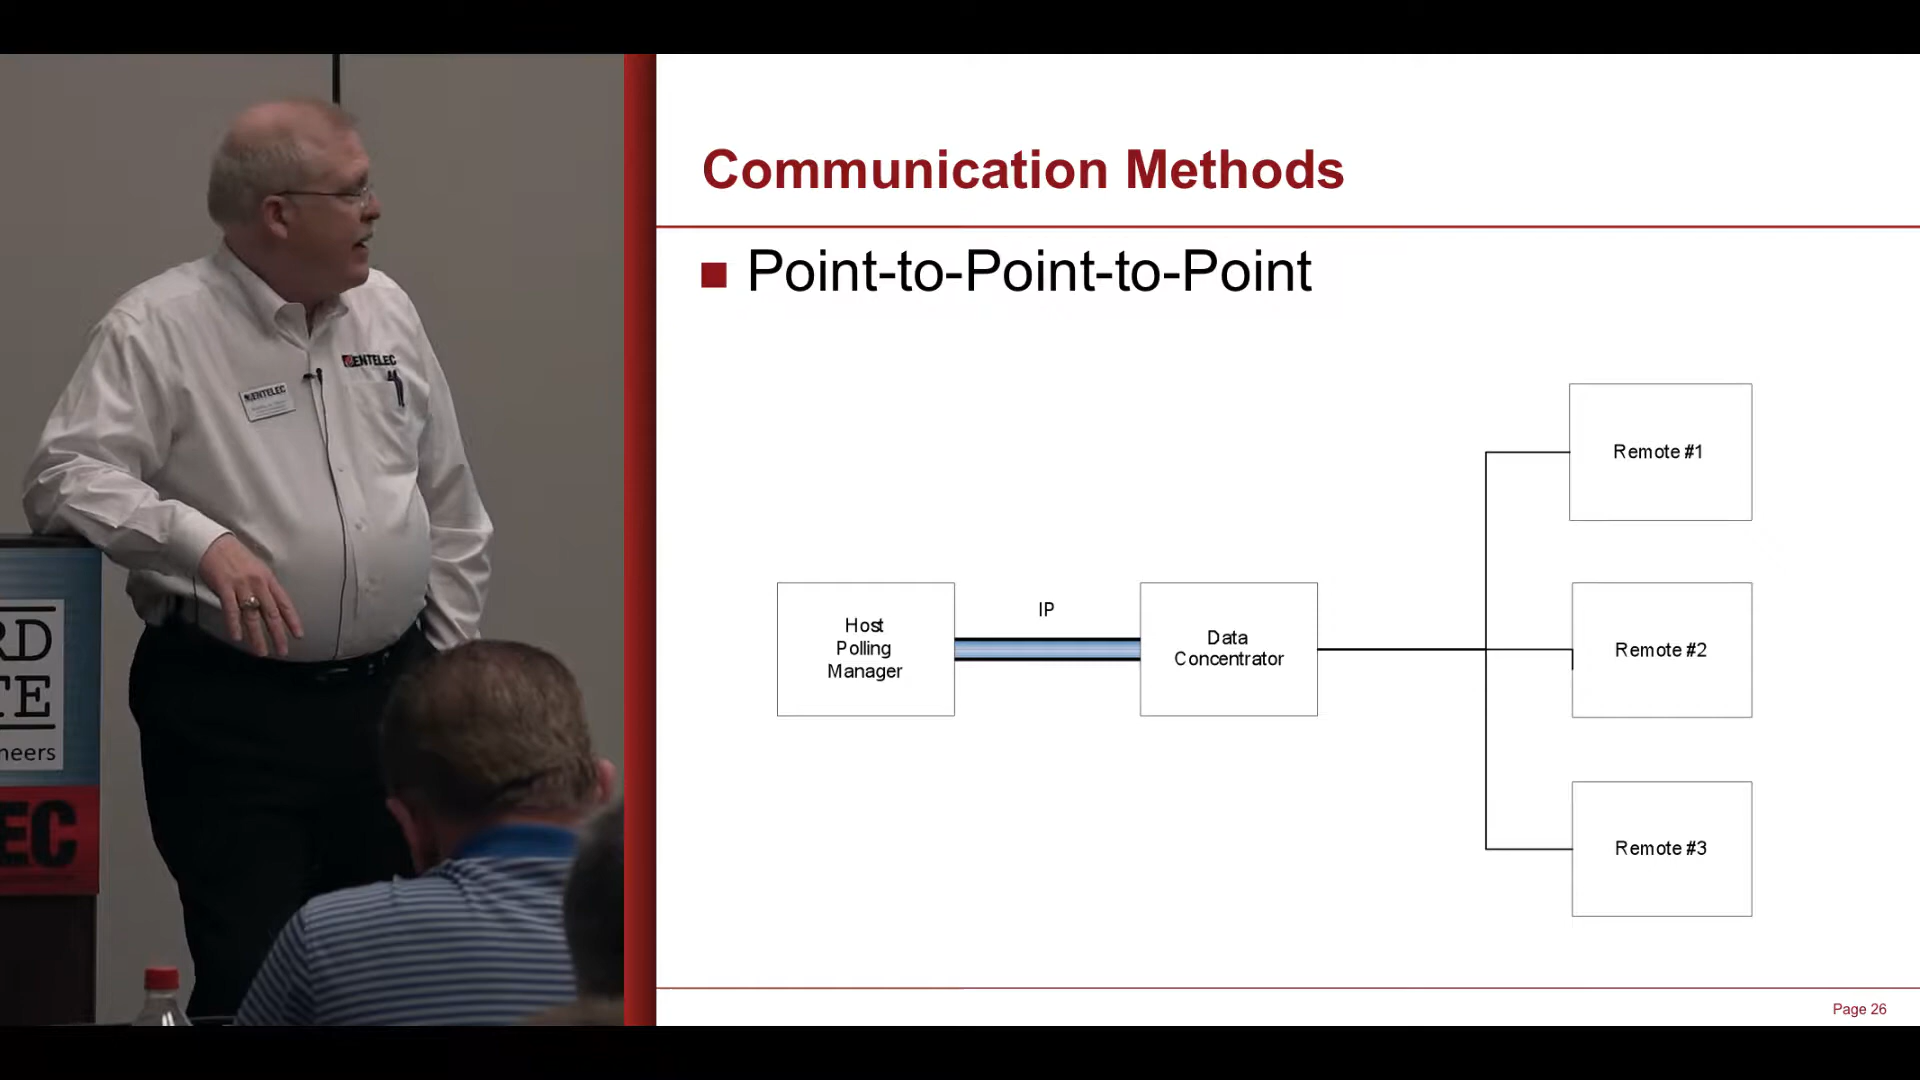 ENTELEC
ENTELEC
RD
TE
neers
EC
Communication Methods
Point-to-Point-to-Point
Host
Polling
Manager
IP
Data
Concentrator
Remote #1
Remote #2
Remote #3
Page 26